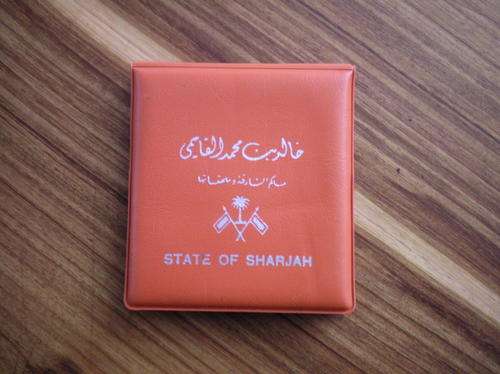 خالد بن محمد القاسمي
حاكم الشارقة وملحقاتها
STATE OF SHARJAH